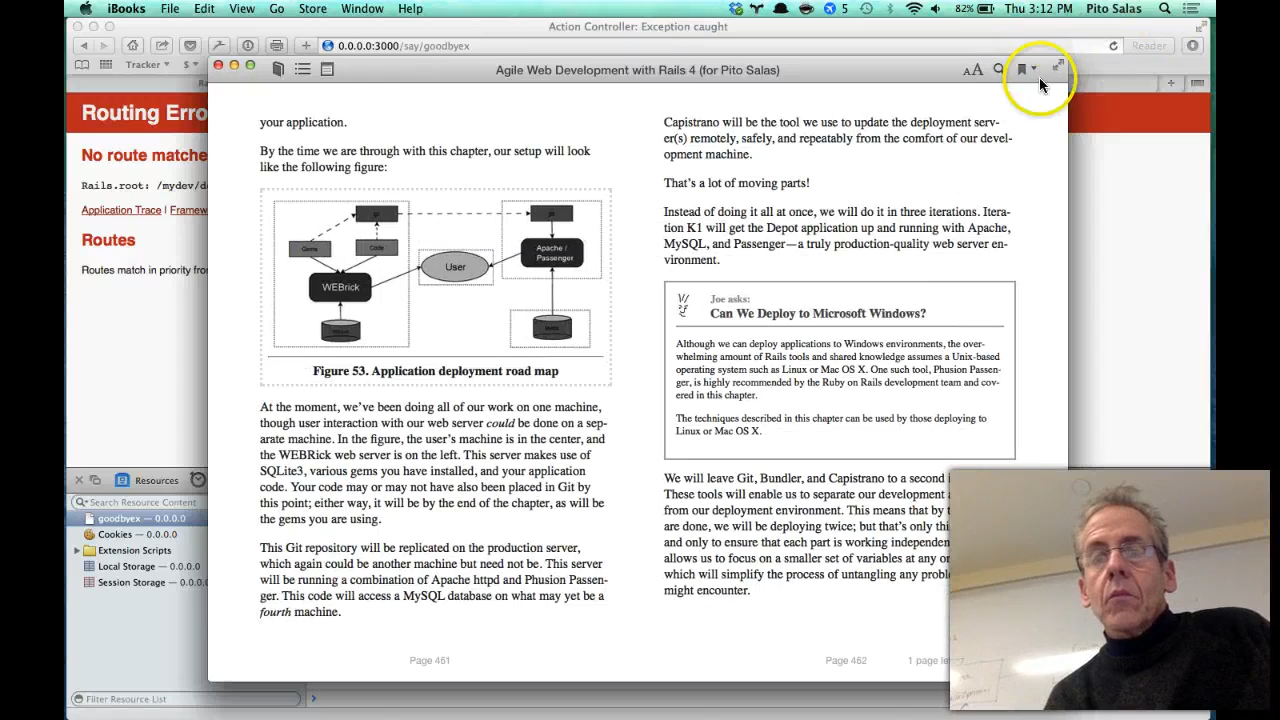 iBooks File Edit View Go Store Window Help 5 82% Thu 3:12 PM Pito Salas
Action Controller: Exception caught
0.0.0.0:3000/say/goodbyex
Reader
Tracker
$
Agile Web Development with Rails 4 (for Pito Salas)
AA
Routing Erro
No route matche
Rails.root: /mydev/d
Application Trace | Framew
Routes
Routes match in priority from
your application.
By the time we are through with this chapter, our setup will look
like the following figure:
git
Gems
Code
WEBrick
User
Apache /
Passenger
Figure 53. Application deployment road map
At the moment, we've been doing all of our work on one machine,
though user interaction with our web server could be done on a sep-
arate machine. In the figure, the user's machine is in the center, and
the WEBrick web server is on the left. This server makes use of
SQLite3, various gems you have installed, and your application
code. Your code may or may not have also been placed in Git by
this point; either way, it will be by the end of the chapter, as will be
the gems you are using.
This Git repository will be replicated on the production server,
which again could be another machine but need not be. This server
will be running a combination of Apache httpd and Phusion Passen-
ger. This code will access a MySQL database on what may yet be a
fourth machine.
Page 461
Capistrano will be the tool we use to update the deployment serv-
er(s) remotely, safely, and repeatably from the comfort of our devel-
opment machine.
That's a lot of moving parts!
Instead of doing it all at once, we will do it in three iterations. Itera-
tion K1 will get the Depot application up and running with Apache,
MySQL, and Passenger—a truly production-quality web server en-
vironment.
Joe asks:
Can We Deploy to Microsoft Windows?
Although we can deploy applications to Windows environments, the over-
whelming amount of Rails tools and shared knowledge assumes a Unix-based
operating system such as Linux or Mac OS X. One such tool, Phusion Passen-
ger, is highly recommended by the Ruby on Rails development team and cov-
ered in this chapter.
The techniques described in this chapter can be used by those deploying to
Linux or Mac OS X.
We will leave Git, Bundler, and Capistrano to a second
These tools will enable us to separate our development
from our deployment environment. This means that by t
are done, we will be deploying twice; but that's only thi
and only to ensure that each part is working independen
allows us to focus on a smaller set of variables at any or
which will simplify the process of untangling any proble
might encounter.
Page 462
1 page le
Resources
Search Resources
goodbyex — 0.0.0.0
Cookies — 0.0.0.0
Extension Scripts
Local Storage — 0.0.0.0
Session Storage — 0.0.0
Filter Resource List